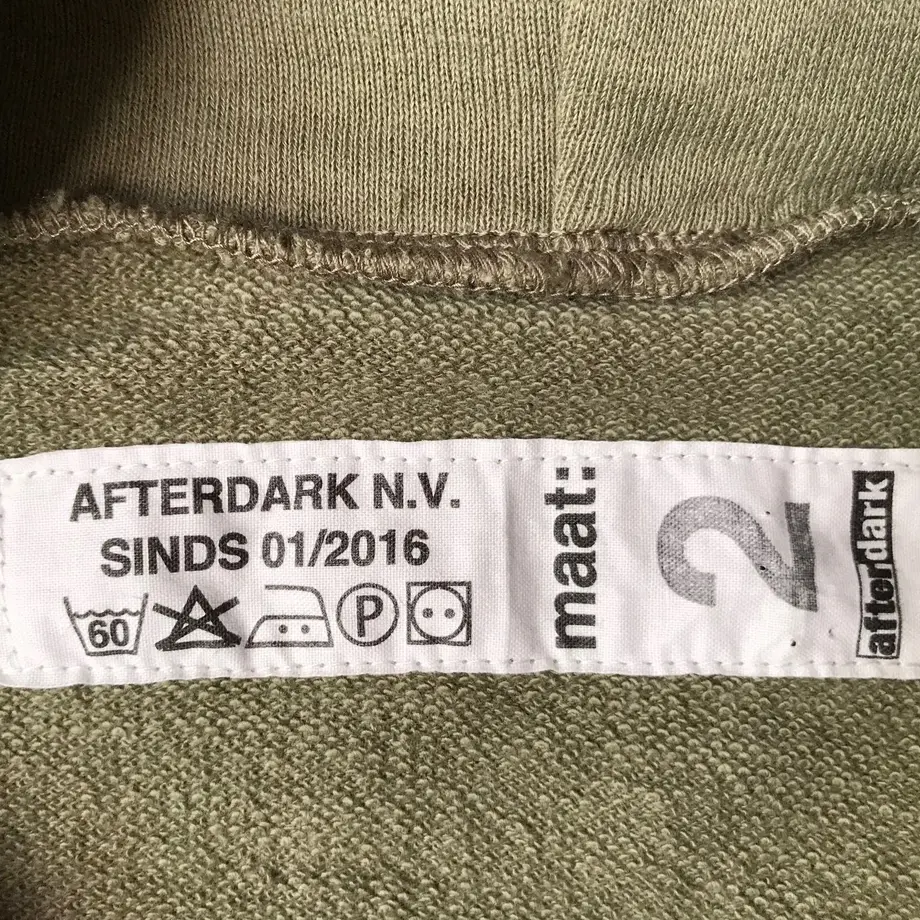 AFTERDARK N.V.
SINDS 01/2016
60
P
maat:
2
afterdark